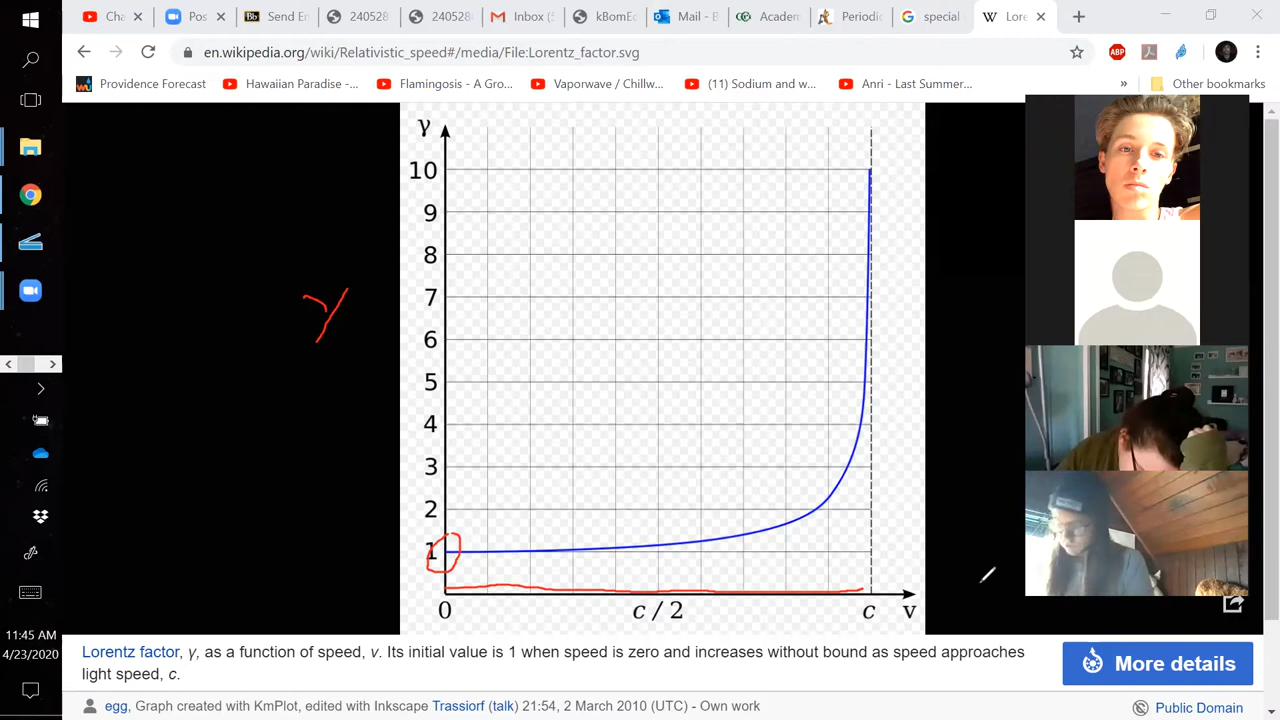 Cha
Pos
Send Em
240528
240528
Inbox (5
kBomEc
Mail - B
Academ
Periodic
special
Lore
en.wikipedia.org/wiki/Relativistic_speed#/media/File:Lorentz_factor.svg
ABP
Providence Forecast
Hawaiian Paradise -...
Flamingosis - A Gro...
Vaporwave / Chillw...
(11) Sodium and w...
Anri - Last Summer...
»
Other bookmarks
γ
10
9
8
7
γ
6
5
4
3
2
1
0
c / 2
c
v
11:45 AM
4/23/2020
Lorentz factor, γ, as a function of speed, v. Its initial value is 1 when speed is zero and increases without bound as speed approaches
light speed, c.
More details
egg, Graph created with KmPlot, edited with Inkscape Trassiorf (talk) 21:54, 2 March 2010 (UTC) - Own work
Public Domain